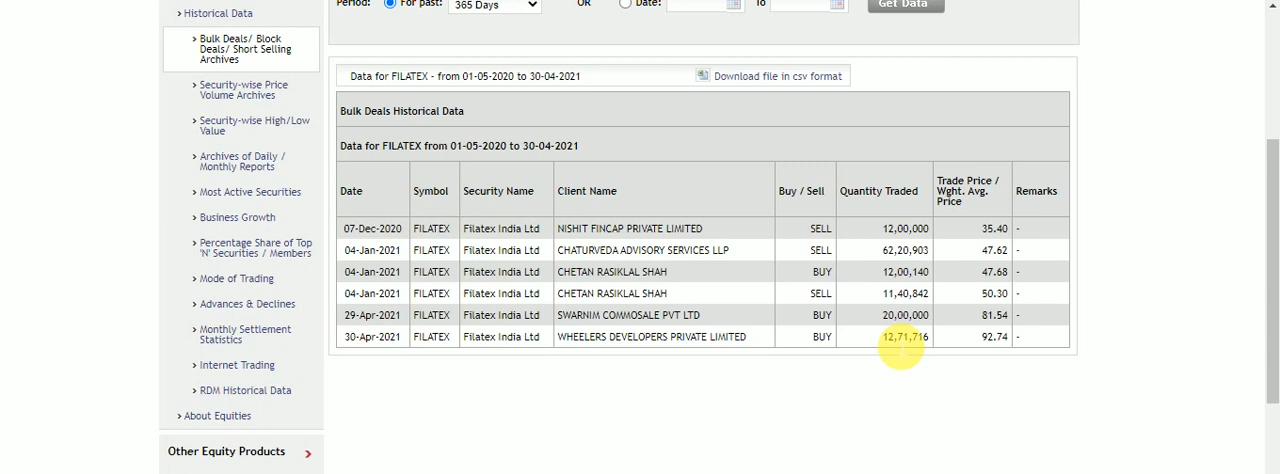 Historical Data
Bulk Deals/ Block
Deals/ Short Selling
Archives
Security-wise Price
Volume Archives
Security-wise High/Low
Value
Archives of Daily /
Monthly Reports
Most Active Securities
Business Growth
Percentage Share of Top
'N' Securities / Members
Mode of Trading
Advances & Declines
Monthly Settlement
Statistics
Internet Trading
RDM Historical Data
About Equities
Other Equity Products
Period: For past: 365 Days OR Date: To Get Data
Data for FILATEX - from 01-05-2020 to 30-04-2021 Download file in csv format
Bulk Deals Historical Data
Data for FILATEX from 01-05-2020 to 30-04-2021
Date Symbol Security Name Client Name Buy / Sell Quantity Traded Trade Price / Wght. Avg. Price Remarks
07-Dec-2020 FILATEX Filatex India Ltd NISHIT FINCAP PRIVATE LIMITED SELL 12,00,000 35.40 -
04-Jan-2021 FILATEX Filatex India Ltd CHATURVEDA ADVISORY SERVICES LLP SELL 62,20,903 47.62 -
04-Jan-2021 FILATEX Filatex India Ltd CHETAN RASIKLAL SHAH BUY 12,00,140 47.68 -
04-Jan-2021 FILATEX Filatex India Ltd CHETAN RASIKLAL SHAH SELL 11,40,842 50.30 -
29-Apr-2021 FILATEX Filatex India Ltd SWARNIM COMMOSALE PVT LTD BUY 20,00,000 81.54 -
30-Apr-2021 FILATEX Filatex India Ltd WHEELERS DEVELOPERS PRIVATE LIMITED BUY 12,71,716 92.74 -